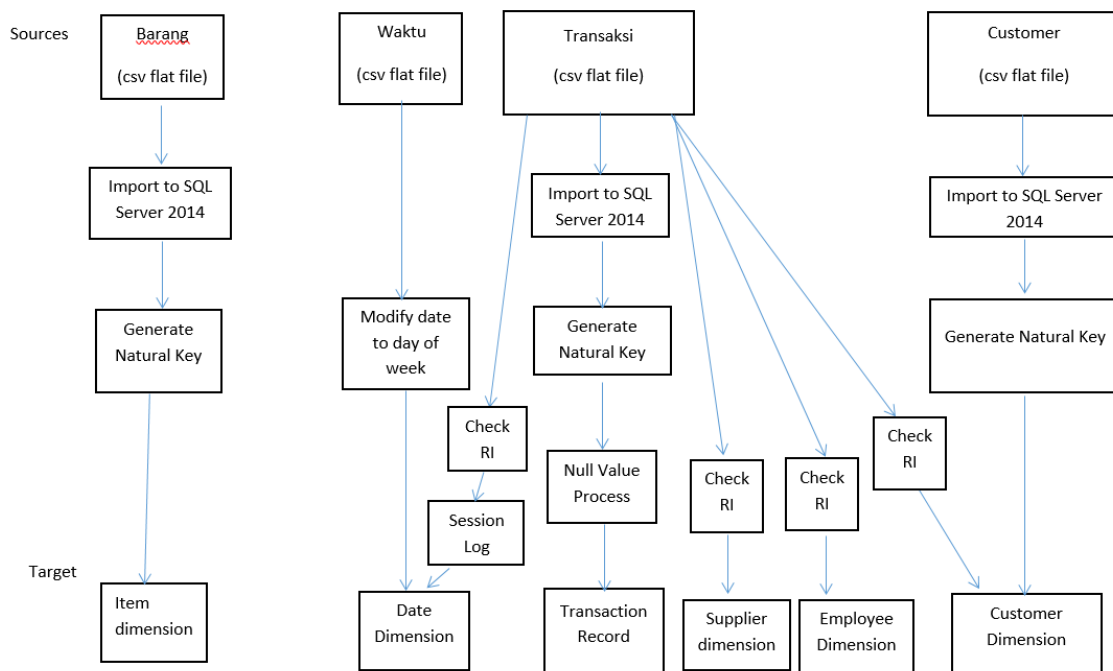 Sources
Barang
(csv flat file)
Waktu
(csv flat file)
Transaksi
(csv flat file)
Customer
(csv flat file)
Import to SQL
Server 2014
Import to SQL
Server 2014
Import to SQL Server
2014
Generate
Natural Key
Modify date
to day of
week
Generate
Natural Key
Generate Natural Key
Check
RI
Null Value
Process
Check
RI
Check
RI
Check
RI
Session
Log
Target
Item
dimension
Date
Dimension
Transaction
Record
Supplier
dimension
Employee
Dimension
Customer
Dimension